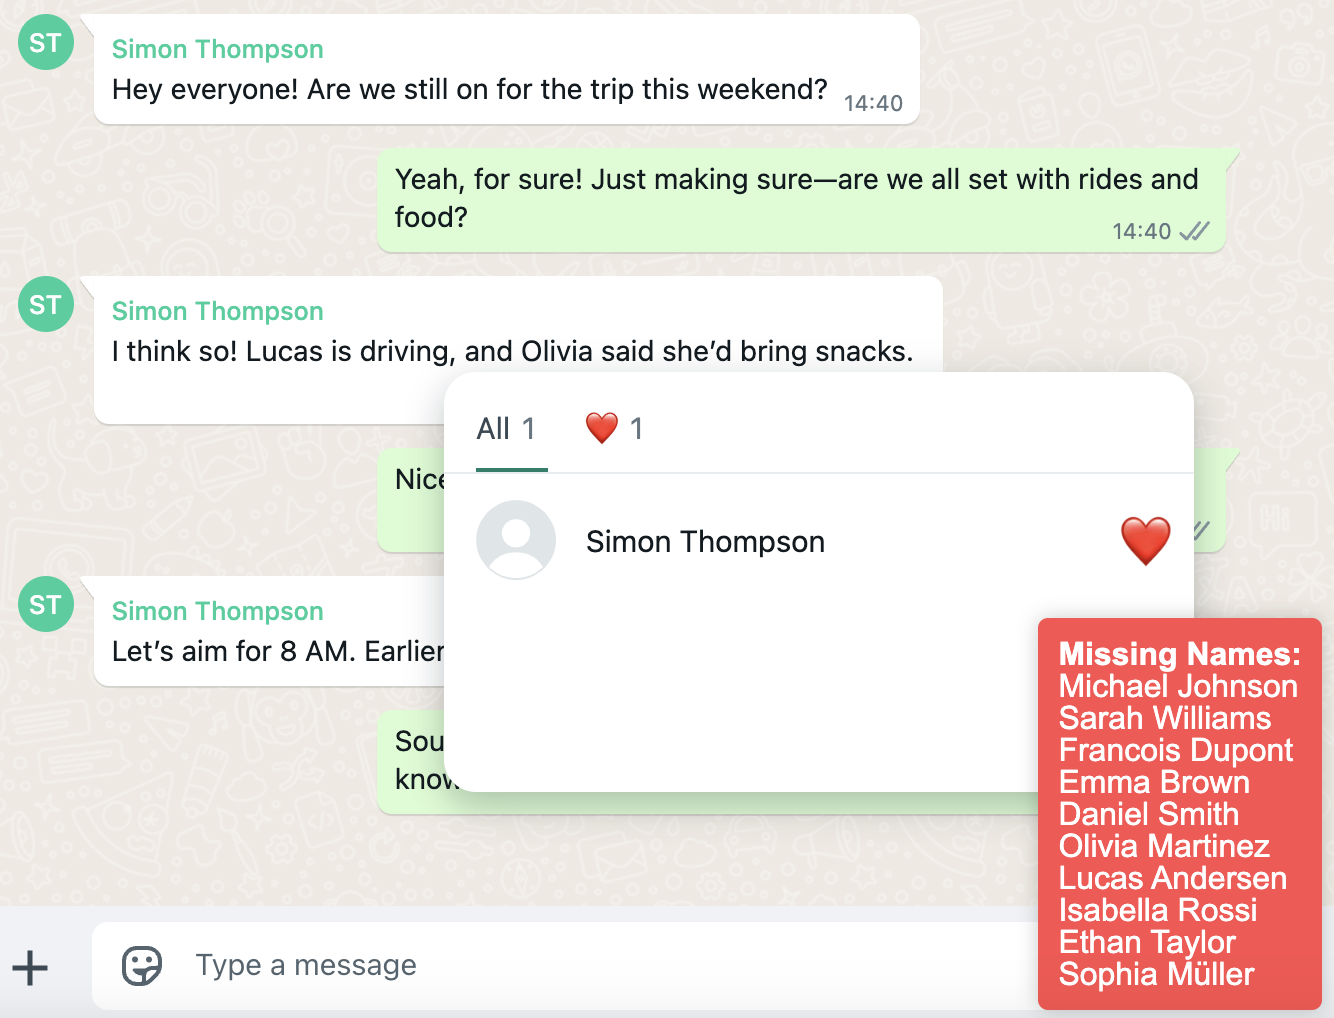 ST
Simon Thompson
Hey everyone! Are we still on for the trip this weekend?
14:40
Yeah, for sure! Just making sure—are we all set with rides and
food?
14:40
ST
Simon Thompson
I think so! Lucas is driving, and Olivia said she’d bring snacks.
All 1
❤️ 1
Simon Thompson ❤️
ST
Simon Thompson
Let’s aim for 8 AM. Earlier
Missing Names:
Michael Johnson
Sarah Williams
Francois Dupont
Emma Brown
Daniel Smith
Olivia Martinez
Lucas Andersen
Isabella Rossi
Ethan Taylor
Sophia Müller
Type a message